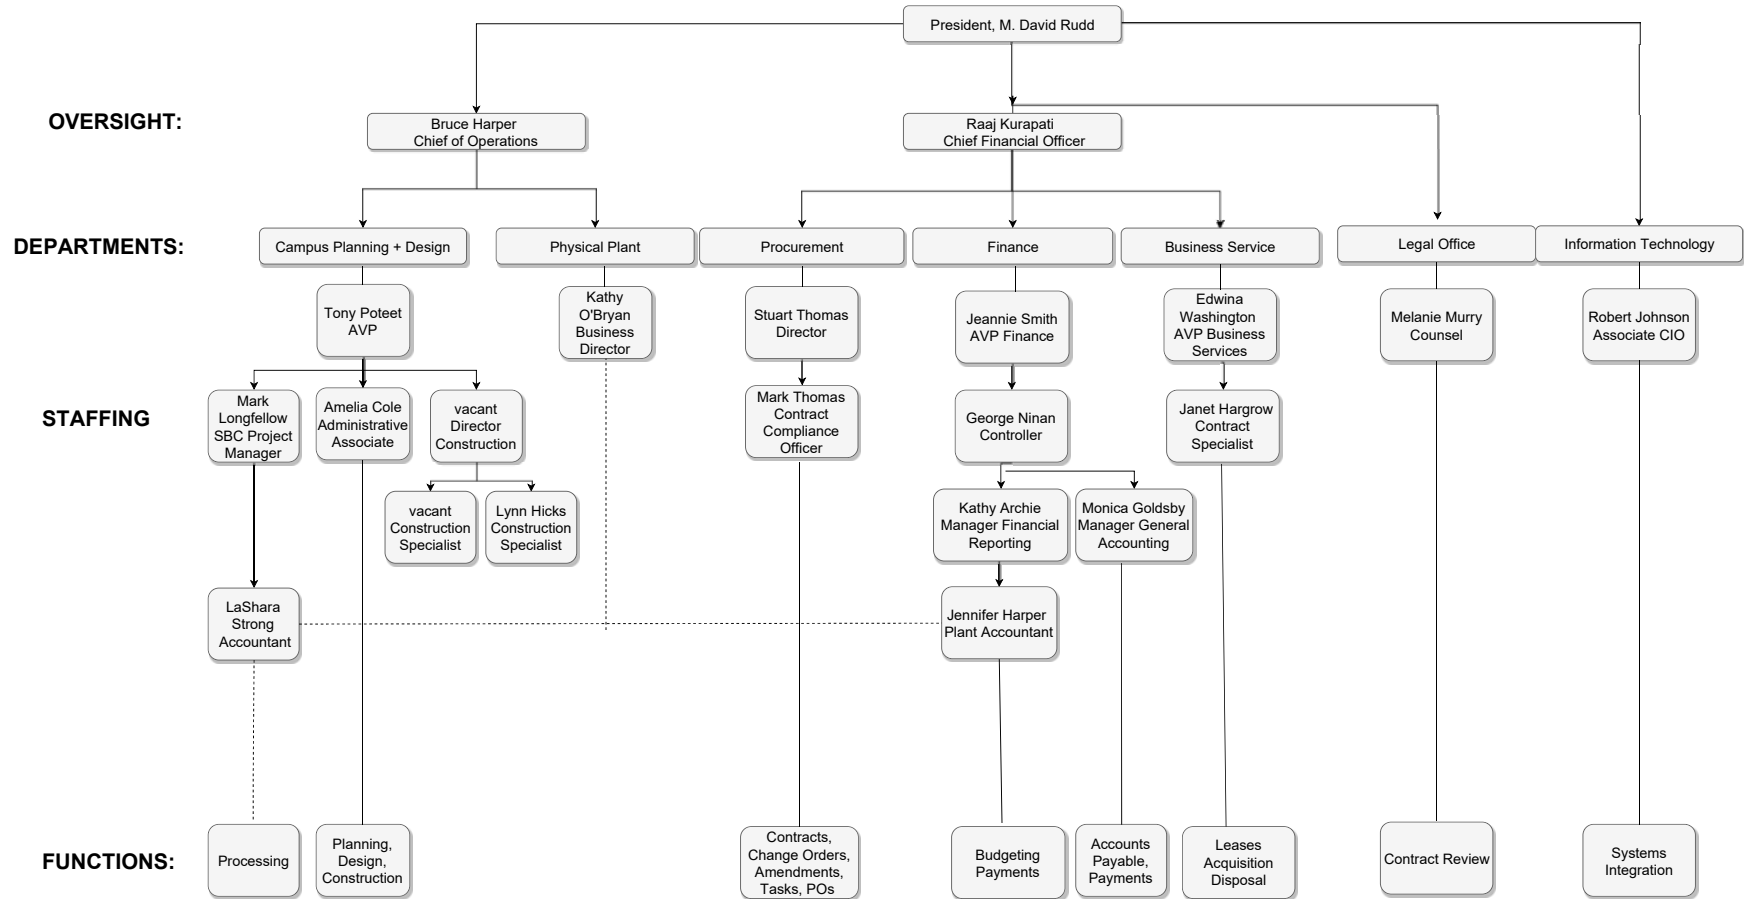 President, M. David Rudd
OVERSIGHT:
Bruce Harper
Chief of Operations
Raaj Kurapati
Chief Financial Officer
DEPARTMENTS:
Campus Planning + Design
Physical Plant
Procurement
Finance
Business Service
Legal Office
Information Technology
Tony Poteet
AVP
Kathy
O'Bryan
Business
Director
Stuart Thomas
Director
Jeannie Smith
AVP Finance
Edwina
Washington
AVP Business
Services
Melanie Murry
Counsel
Robert Johnson
Associate CIO
STAFFING
Mark
Longfellow
SBC Project
Manager
Amelia Cole
Administrative
Associate
vacant
Director
Construction
Mark Thomas
Contract
Compliance
Officer
George Ninan
Controller
Janet Hargrow
Contract
Specialist
vacant
Construction
Specialist
Lynn Hicks
Construction
Specialist
Kathy Archie
Manager Financial
Reporting
Monica Goldsby
Manager General
Accounting
LaShara
Strong
Accountant
Jennifer Harper
Plant Accountant
FUNCTIONS:
Processing
Planning,
Design,
Construction
Contracts,
Change Orders,
Amendments,
Tasks, POs
Budgeting
Payments
Accounts
Payable,
Payments
Leases
Acquisition
Disposal
Contract Review
Systems
Integration